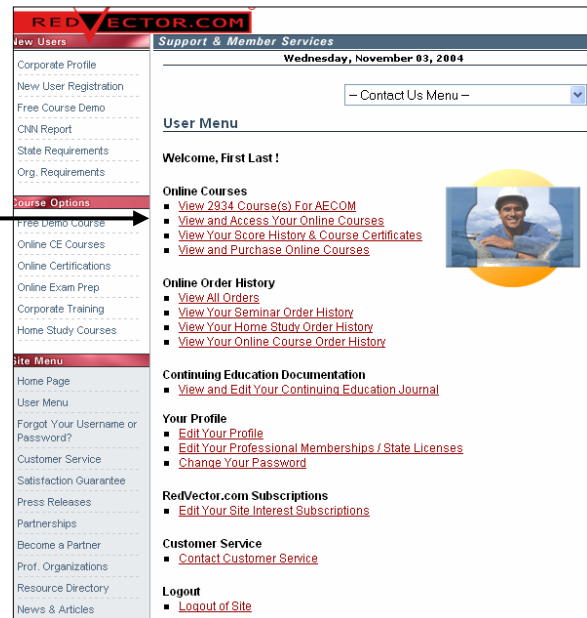 REDVECTOR.COM
New Users
Corporate Profile
New User Registration
Free Course Demo
CNN Report
State Requirements
Org. Requirements
Course Options
Free Demo Course
Online CE Courses
Online Certifications
Online Exam Prep
Corporate Training
Home Study Courses
Site Menu
Home Page
User Menu
Forgot Your Username or
Password?
Customer Service
Satisfaction Guarantee
Press Releases
Partnerships
Become a Partner
Prof. Organizations
Resource Directory
News & Articles
Support & Member Services
Wednesday, November 03, 2004
-- Contact Us Menu --
User Menu
Welcome, First Last !
Online Courses
View 2934 Course(s) For AECOM
View and Access Your Online Courses
View Your Score History & Course Certificates
View and Purchase Online Courses
Online Order History
View All Orders
View Your Seminar Order History
View Your Home Study Order History
View Your Online Course Order History
Continuing Education Documentation
View and Edit Your Continuing Education Journal
Your Profile
Edit Your Profile
Edit Your Professional Memberships / State Licenses
Change Your Password
RedVector.com Subscriptions
Edit Your Site Interest Subscriptions
Customer Service
Contact Customer Service
Logout
Logout of Site